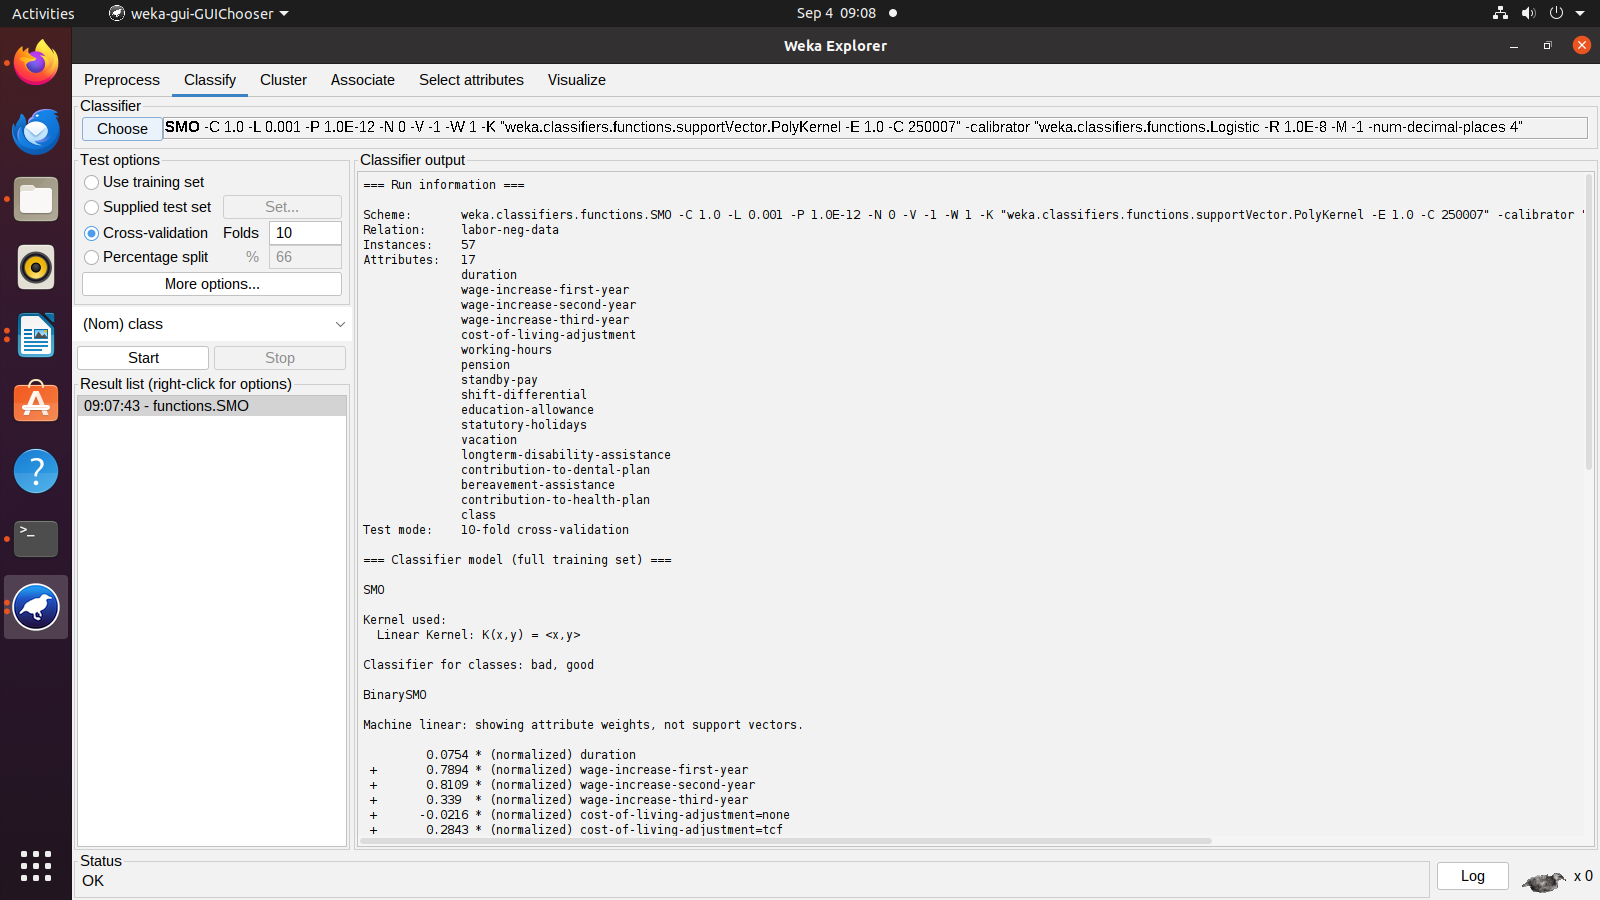 Activities
weka-gui-GUIChooser
Sep 4 09:08
Weka Explorer
Preprocess
Classify
Cluster
Associate
Select attributes
Visualize
Classifier
Choose
SMO -C 1.0 -L 0.001 -P 1.0E-12 -N 0 -V -1 -W 1 -K "weka.classifiers.functions.supportVector.PolyKernel -E 1.0 -C 250007" -calibrator "weka.classifiers.functions.Logistic -R 1.0E-8 -M -1 -num-decimal-places 4"
Test options
Use training set
Supplied test set
Set...
Cross-validation Folds 10
Percentage split % 66
More options...
(Nom) class
Start
Stop
Result list (right-click for options)
09:07:43 - functions.SMO
Classifier output
=== Run information ===
Scheme: weka.classifiers.functions.SMO -C 1.0 -L 0.001 -P 1.0E-12 -N 0 -V -1 -W 1 -K "weka.classifiers.functions.supportVector.PolyKernel -E 1.0 -C 250007" -calibrator "
Relation: labor-neg-data
Instances: 57
Attributes: 17
duration
wage-increase-first-year
wage-increase-second-year
wage-increase-third-year
cost-of-living-adjustment
working-hours
pension
standby-pay
shift-differential
education-allowance
statutory-holidays
vacation
longterm-disability-assistance
contribution-to-dental-plan
bereavement-assistance
contribution-to-health-plan
class
Test mode: 10-fold cross-validation
=== Classifier model (full training set) ===
SMO
Kernel used:
Linear Kernel: K(x,y) = <x,y>
Classifier for classes: bad, good
BinarySMO
Machine linear: showing attribute weights, not support vectors.
0.0754 * (normalized) duration
+ 0.7894 * (normalized) wage-increase-first-year
+ 0.8109 * (normalized) wage-increase-second-year
+ 0.339 * (normalized) wage-increase-third-year
+ -0.0216 * (normalized) cost-of-living-adjustment=none
+ 0.2843 * (normalized) cost-of-living-adjustment=tcf
Status
OK
Log
x 0